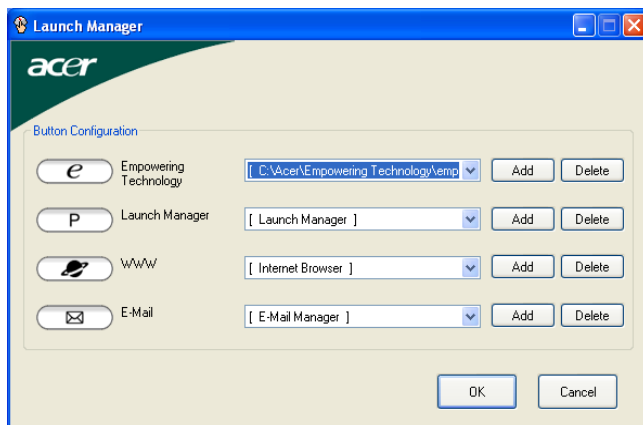 Launch Manager
acer
Button Configuration
e
Empowering
Technology
[ C:\Acer\Empowering Technology\emp
Add
Delete
P
Launch Manager
[ Launch Manager ]
Add
Delete
WWW
[ Internet Browser ]
Add
Delete
E-Mail
[ E-Mail Manager ]
Add
Delete
OK
Cancel